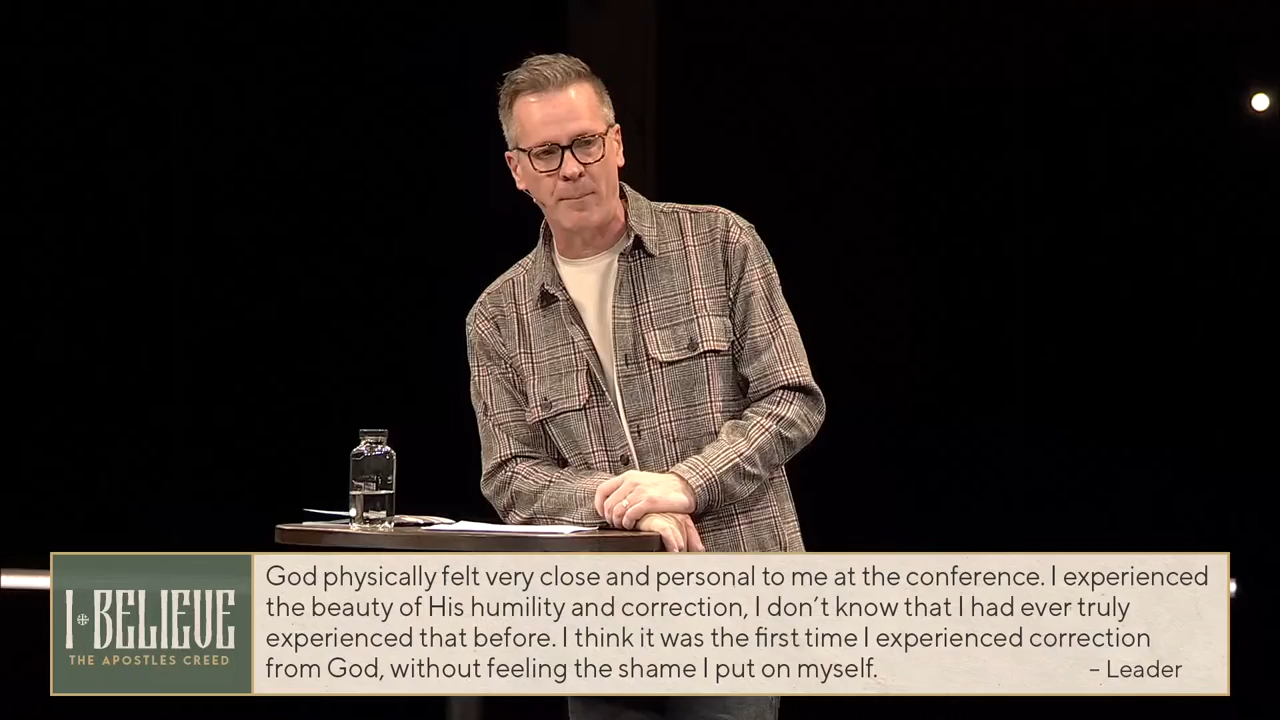 I BELIEVE
THE APOSTLES CREED
God physically felt very close and personal to me at the conference. I experienced
the beauty of His humility and correction, I don't know that I had ever truly
experienced that before. I think it was the first time I experienced correction
from God, without feeling the shame I put on myself.
– Leader